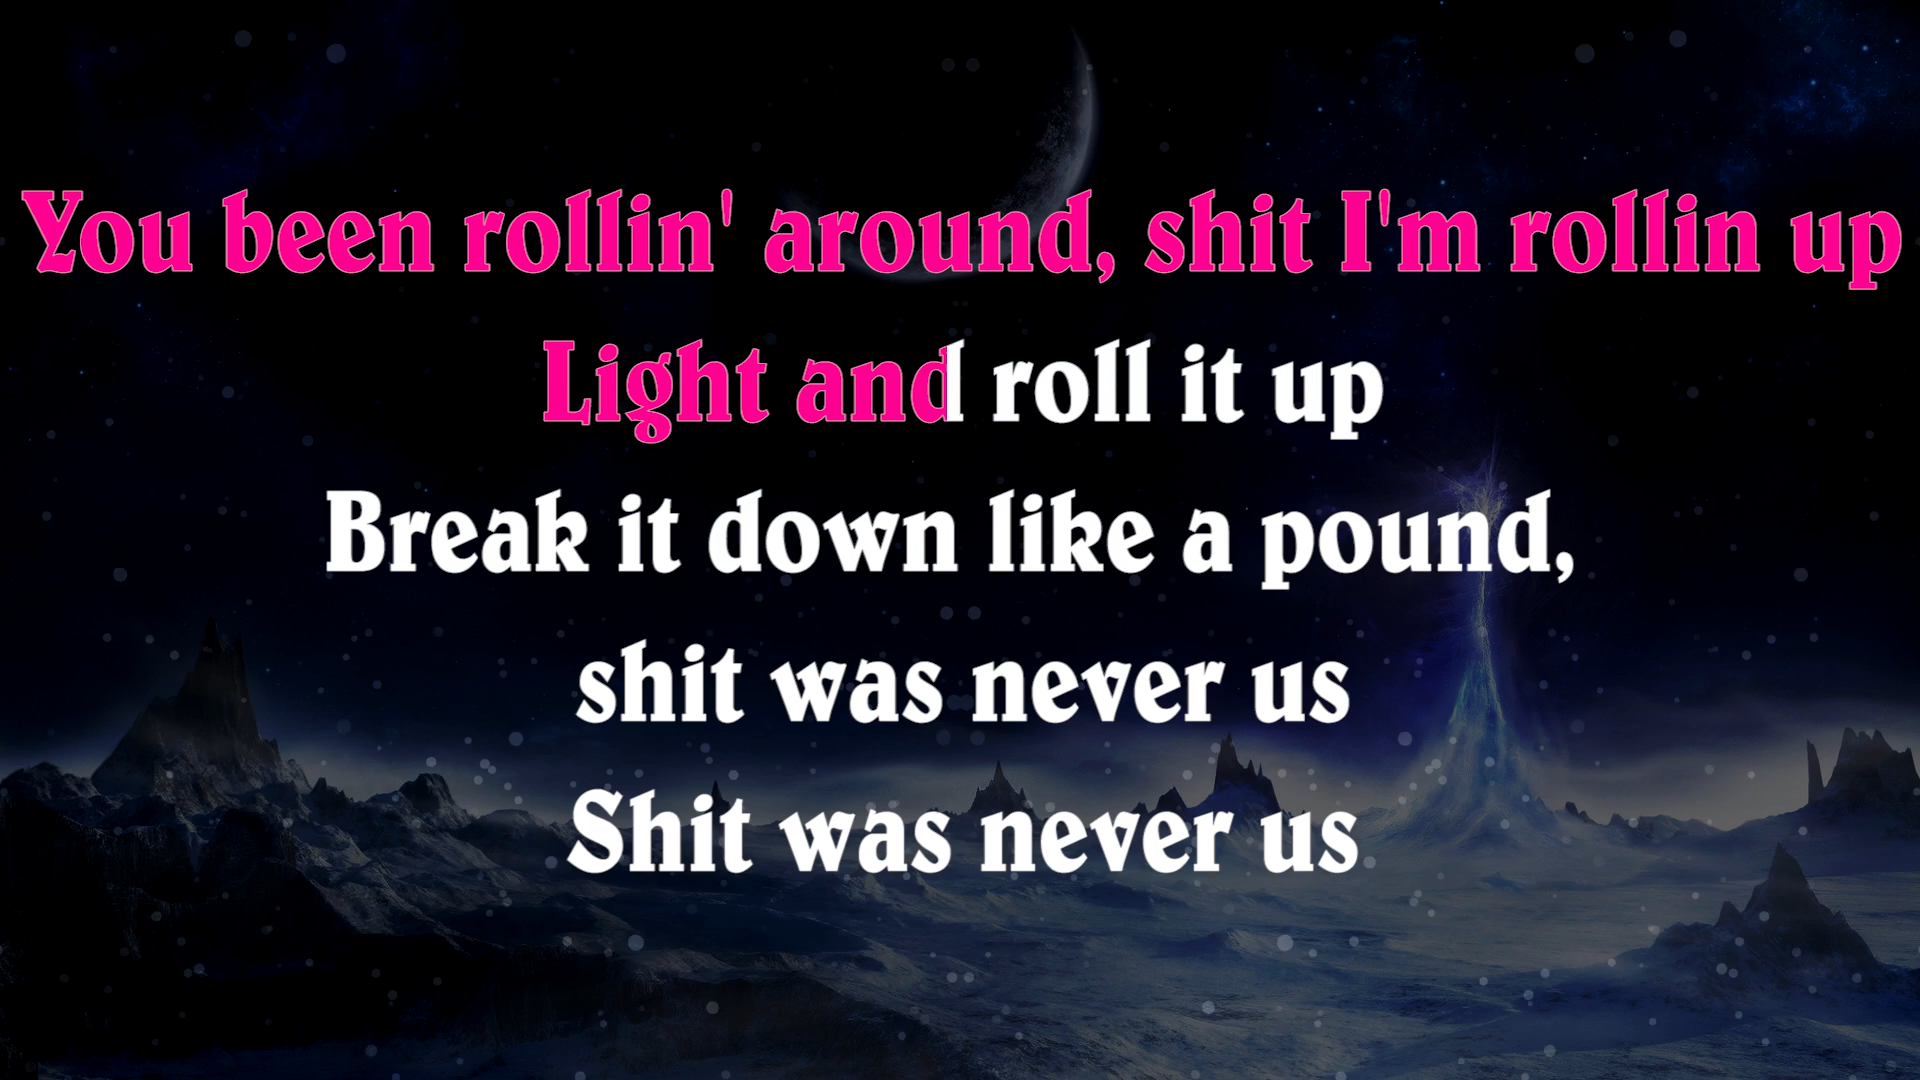 You been rollin' around, shit I'm rollin up
Light and roll it up
Break it down like a pound,
shit was never us
Shit was never us